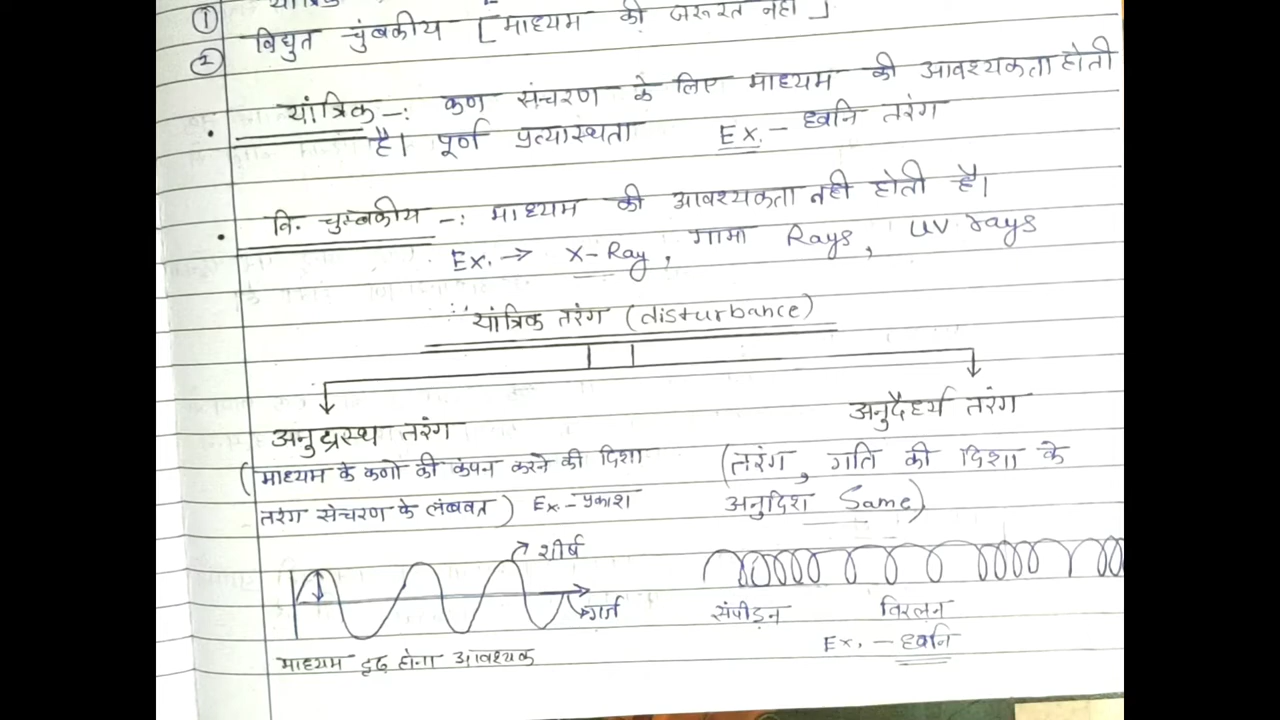 ① यांत्रिक
② विद्युत चुंबकीय [माध्यम की जरूरत नहीं]
• यांत्रिक -: कण संचरण के लिए माध्यम की आवश्यकता होती
है। पूर्ण प्रत्यास्थता Ex.- ध्वनि तरंग
• वि. चुम्बकीय -: माध्यम की आवश्यकता नही होती है।
Ex. → X-Ray, गामा Rays, UV rays
यांत्रिक तरंग (disturbance)
अनुप्रस्थ तरंग अनुदैर्ध्य तरंग
(माध्यम के कणो की कंपन करने की दिशा (तरंग, गति की दिशा के
तरंग संचरण के लंबवत) Ex.- प्रकाश अनुदिश Same)
शीर्ष
गर्त संपीड़न विरलन
माध्यम दृढ़ होना आवश्यक Ex. - ध्वनि